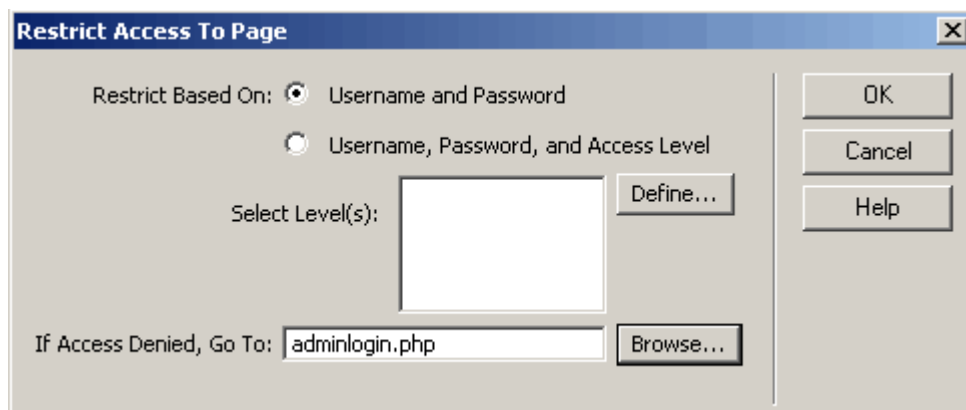 Restrict Access To Page
Restrict Based On: Username and Password
OK
Username, Password, and Access Level
Cancel
Select Level(s):
Define...
Help
If Access Denied, Go To: adminlogin.php
Browse...